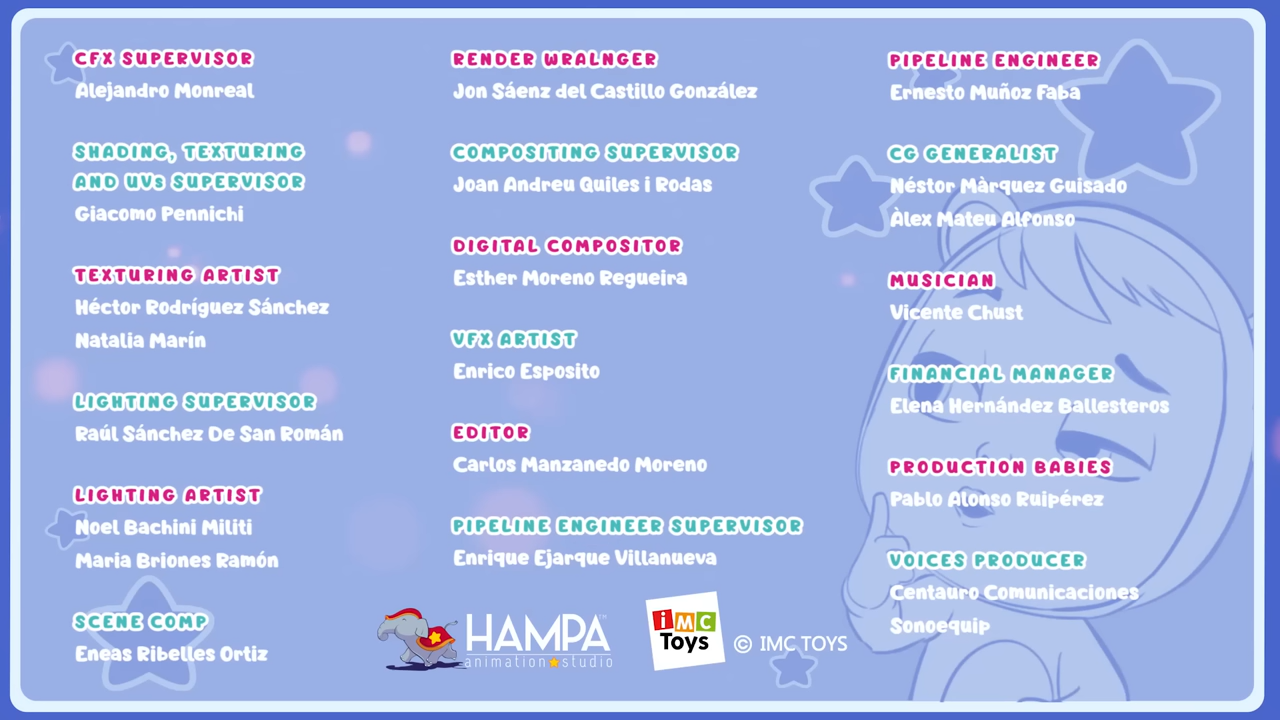 CFX SUPERVISOR
Alejandro Monreal
SHADING, TEXTURING
AND UVs SUPERVISOR
Giacomo Pennichi
TEXTURING ARTIST
Héctor Rodríguez Sánchez
Natalia Marín
LIGHTING SUPERVISOR
Raúl Sánchez De San Román
LIGHTING ARTIST
Noel Bachini Militi
Maria Briones Ramón
SCENE COMP
Eneas Ribelles Ortiz
RENDER WRALNGER
Jon Sáenz del Castillo González
COMPOSITING SUPERVISOR
Joan Andreu Quiles i Rodas
DIGITAL COMPOSITOR
Esther Moreno Regueira
VFX ARTIST
Enrico Esposito
EDITOR
Carlos Manzanedo Moreno
PIPELINE ENGINEER SUPERVISOR
Enrique Ejarque Villanueva
PIPELINE ENGINEER
Ernesto Muñoz Faba
CG GENERALIST
Néstor Màrquez Guisado
Àlex Mateu Alfonso
MUSICIAN
Vicente Chust
FINANCIAL MANAGER
Elena Hernández Ballesteros
PRODUCTION BABIES
Pablo Alonso Ruipérez
VOICES PRODUCER
Centauro Comunicaciones
Sonoequip
HAMPA™
animation studio
iMC
Toys
© IMC TOYS